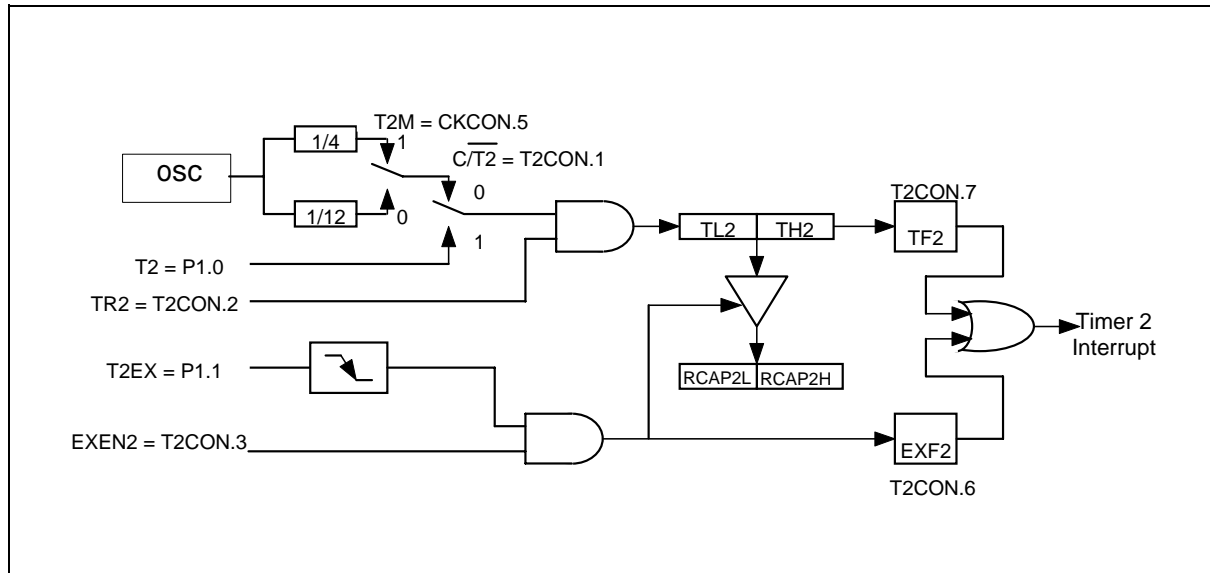 T2M = CKCON.5
1/4
1
C/T2 = T2CON.1
OSC
0
1/12
0
1
T2 = P1.0
TR2 = T2CON.2
TL2
TH2
T2CON.7
TF2
T2EX = P1.1
RCAP2L
RCAP2H
Timer 2
Interrupt
EXEN2 = T2CON.3
EXF2
T2CON.6